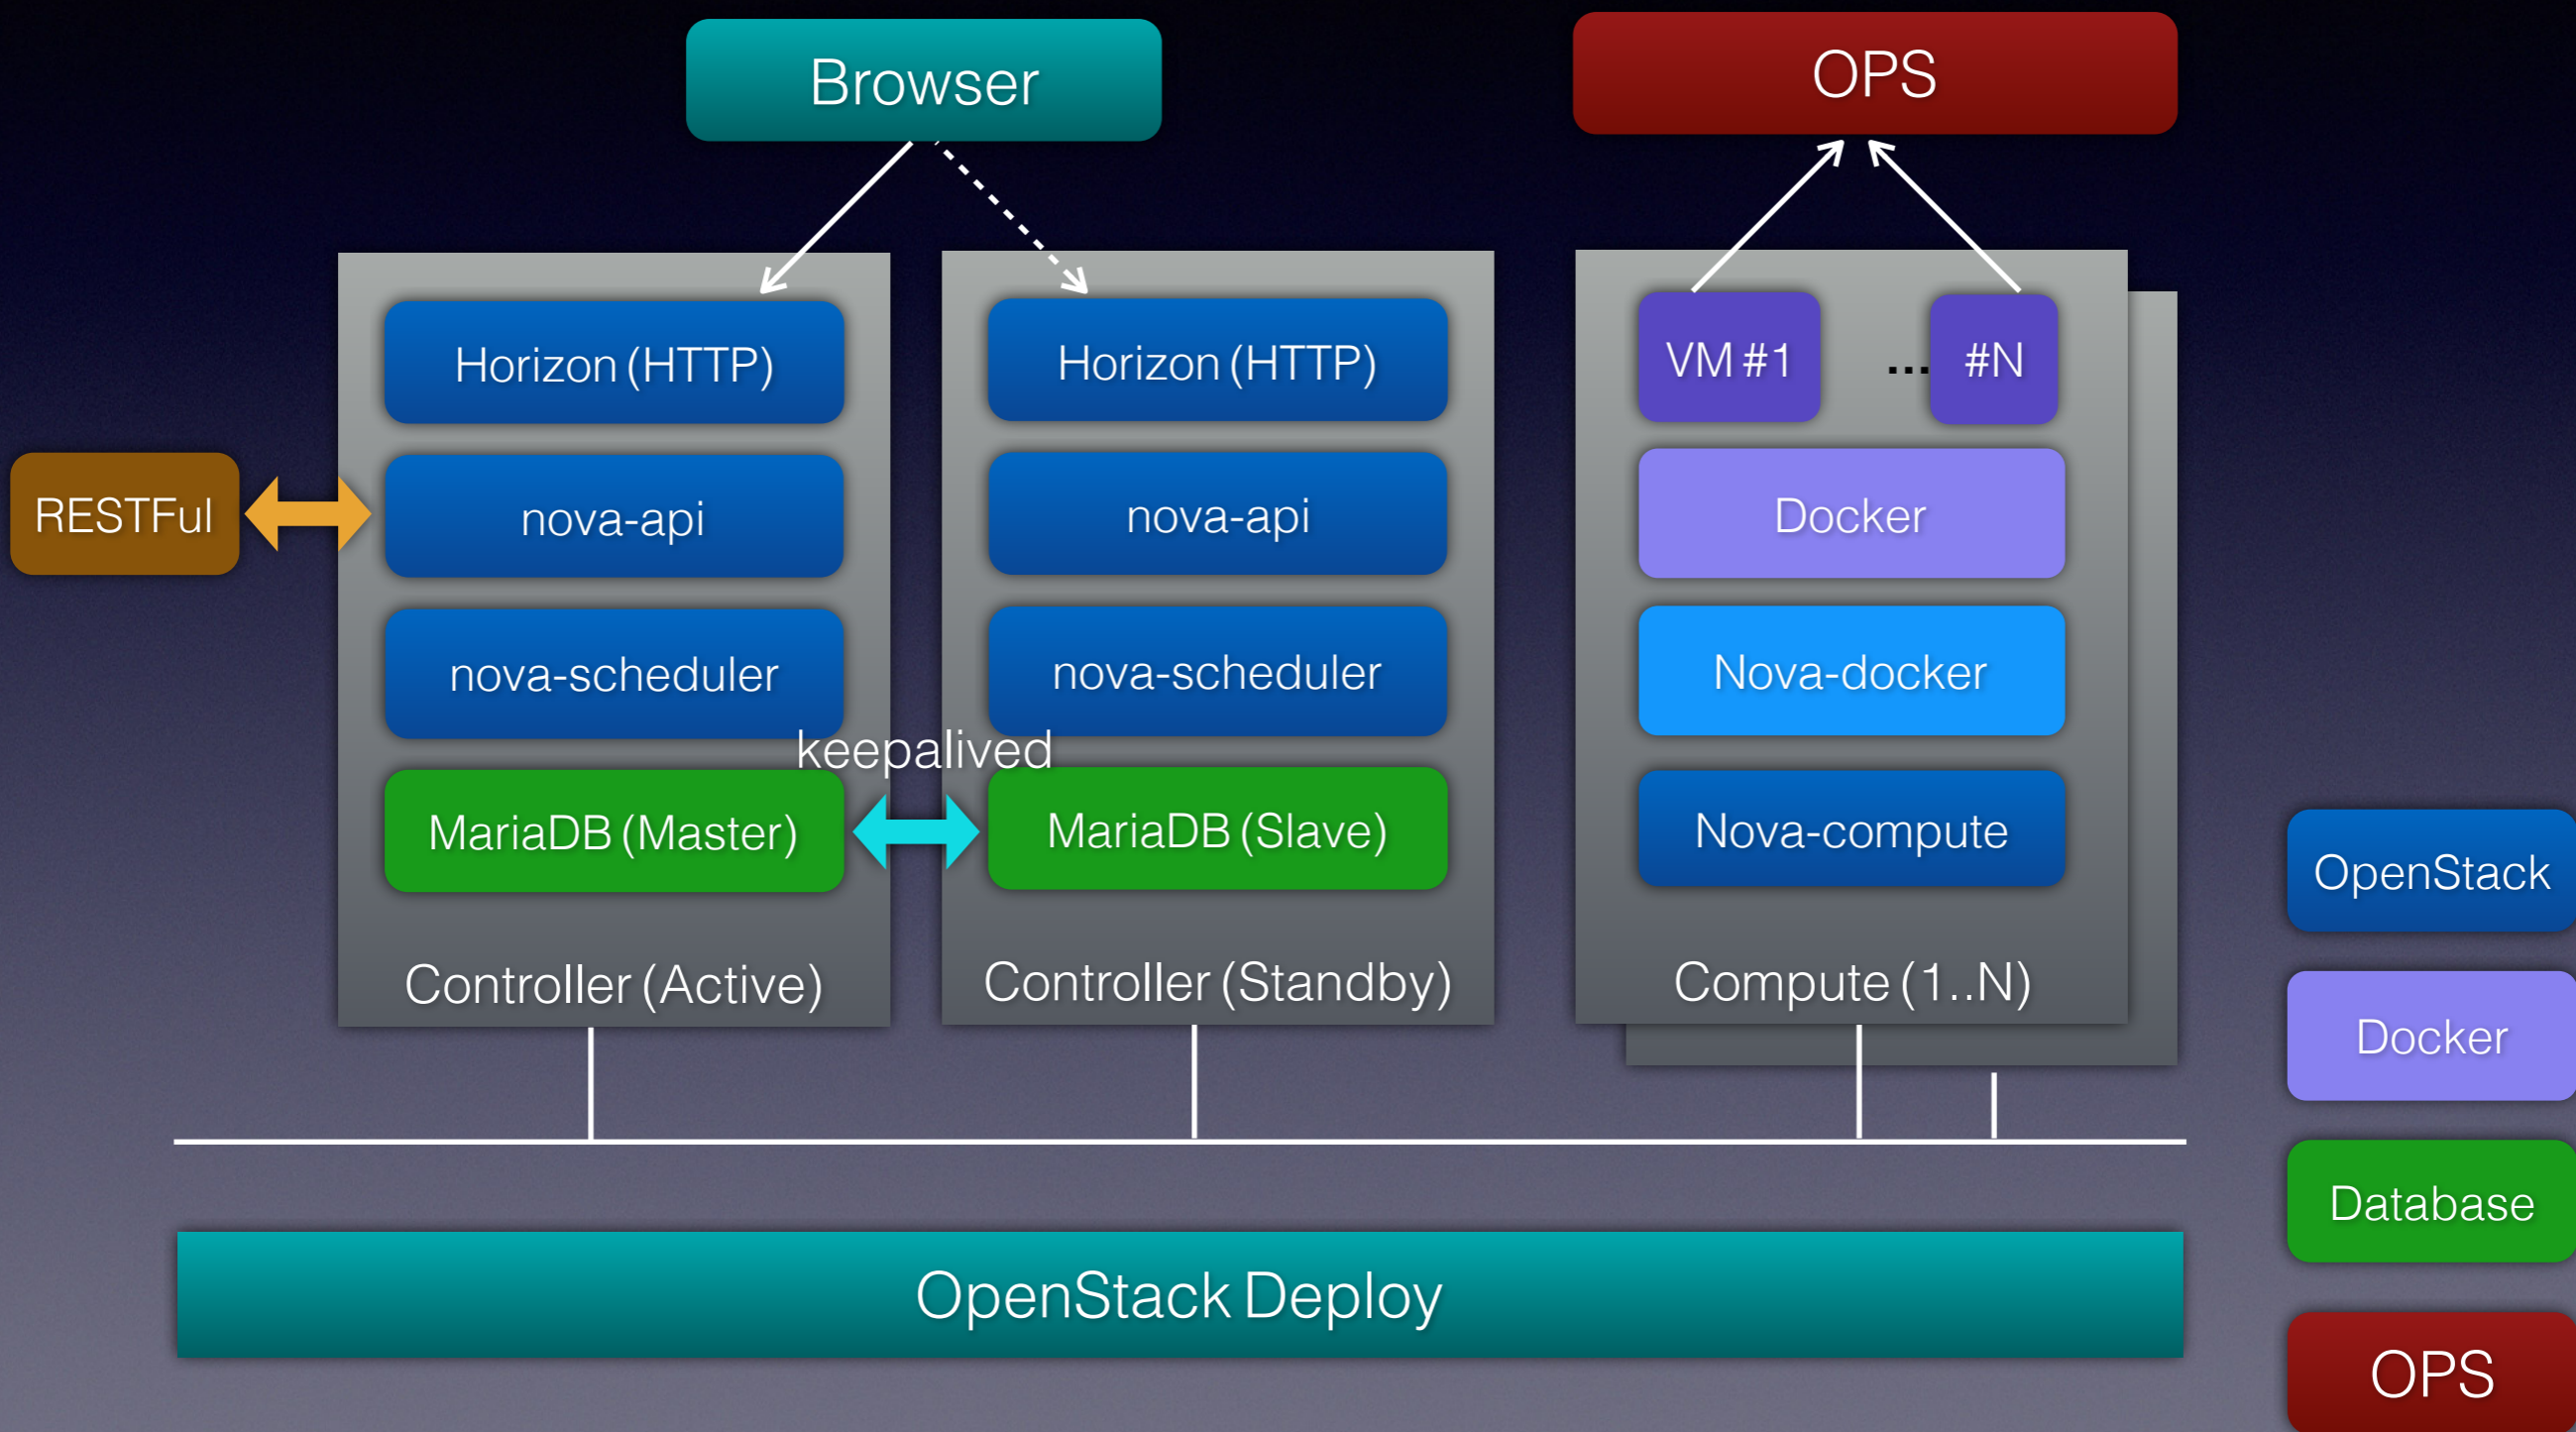 Browser
OPS
Horizon (HTTP)
Horizon (HTTP)
VM #1
...
#N
RESTFul
nova-api
nova-api
Docker
nova-scheduler
nova-scheduler
Nova-docker
keepalived
MariaDB (Master)
MariaDB (Slave)
Nova-compute
Controller (Active)
Controller (Standby)
Compute (1..N)
OpenStack
Docker
Database
OpenStack Deploy
OPS